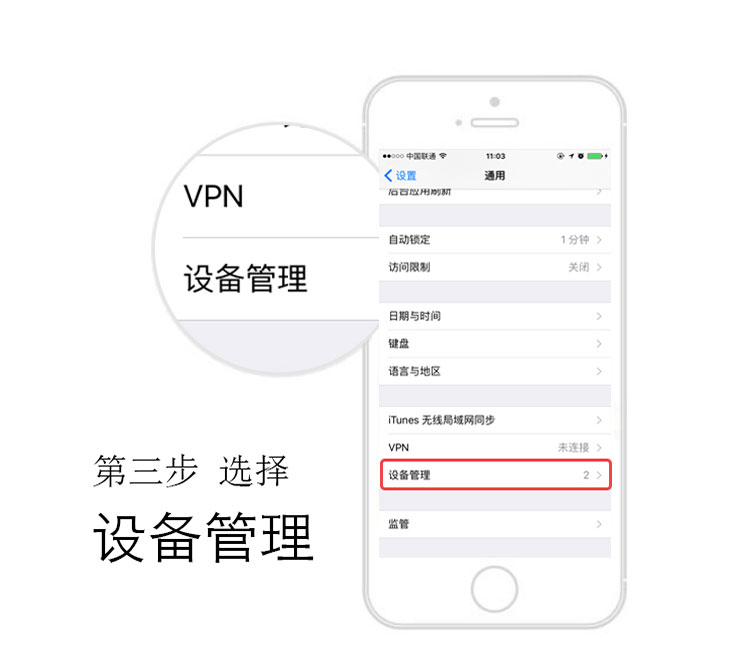 VPN
设备管理
中国联通 11:03
设置 通用
后台应用刷新
自动锁定 1 分钟
访问限制 关闭
日期与时间
键盘
语言与地区
iTunes 无线局域网同步
VPN 未连接
设备管理 2
监管
第三步 选择
设备管理